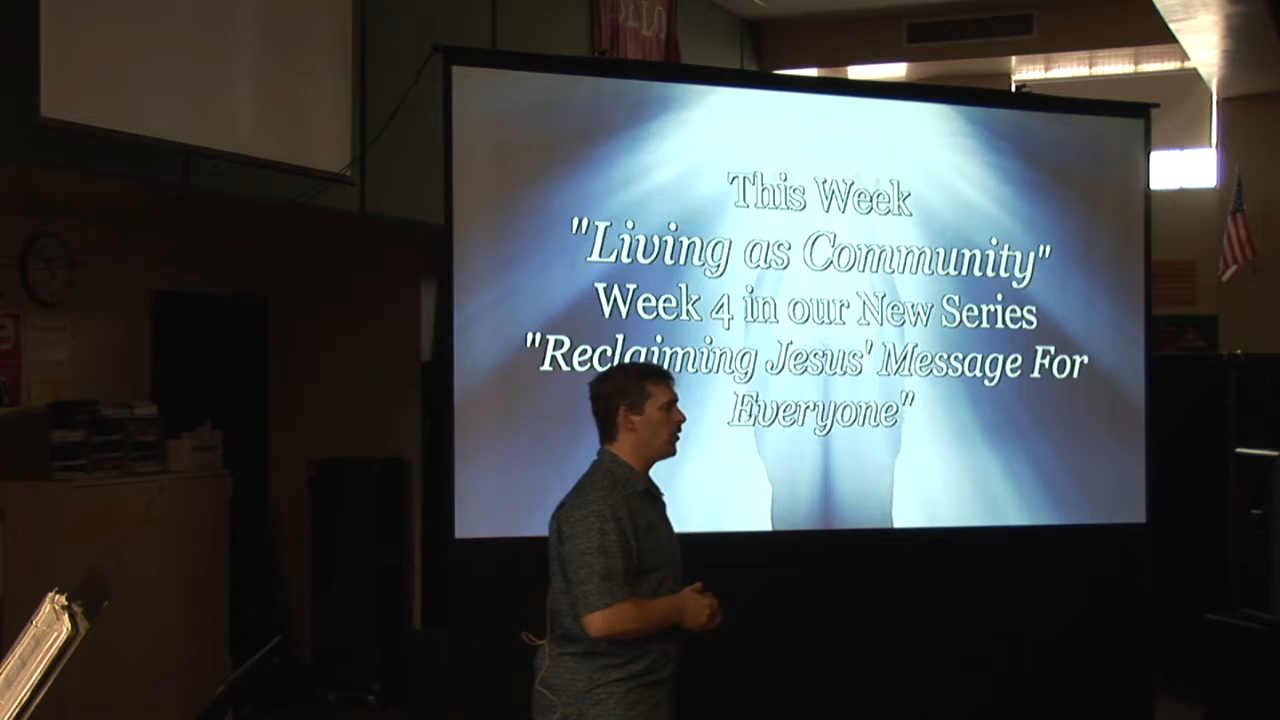 This Week
"Living as Community"
Week 4 in our New Series
"Reclaiming Jesus' Message For
Everyone"